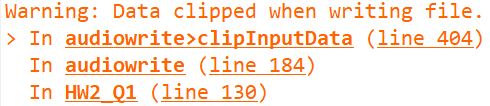 Warning: Data clipped when writing file.
> In audiowrite>clipInputData (line 404)
In audiowrite (line 184)
In HW2_Q1 (line 130)